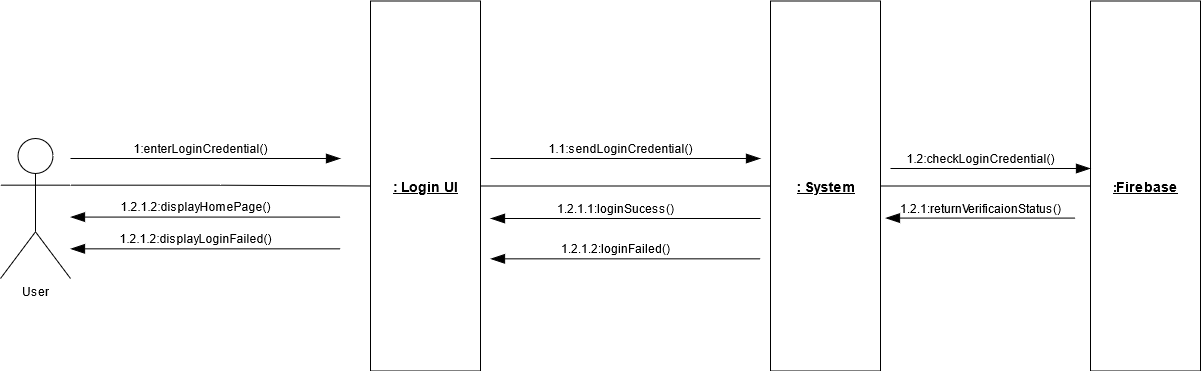 1:enterLoginCredential()
1.1:sendLoginCredential()
1.2:checkLoginCredential()
: Login UI
: System
:Firebase
1.2.1.2:displayHomePage()
1.2.1.1:loginSucess()
1.2.1:returnVerificaionStatus()
1.2.1.2:displayLoginFailed()
1.2.1.2:loginFailed()
User